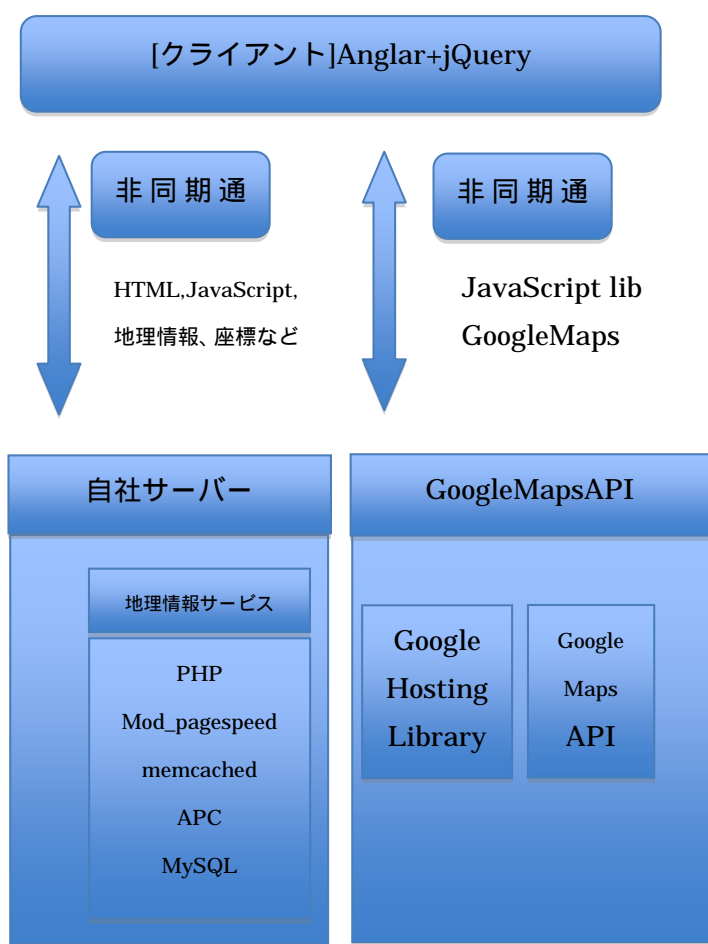 [クライアント]Anglar+jQuery
非同期通
非同期通
HTML,JavaScript,
地理情報、座標など
JavaScript lib
GoogleMaps
自社サーバー
地理情報サービス
PHP
Mod_pagespeed
memcached
APC
MySQL
GoogleMapsAPI
Google
Hosting
Library
Google
Maps
API